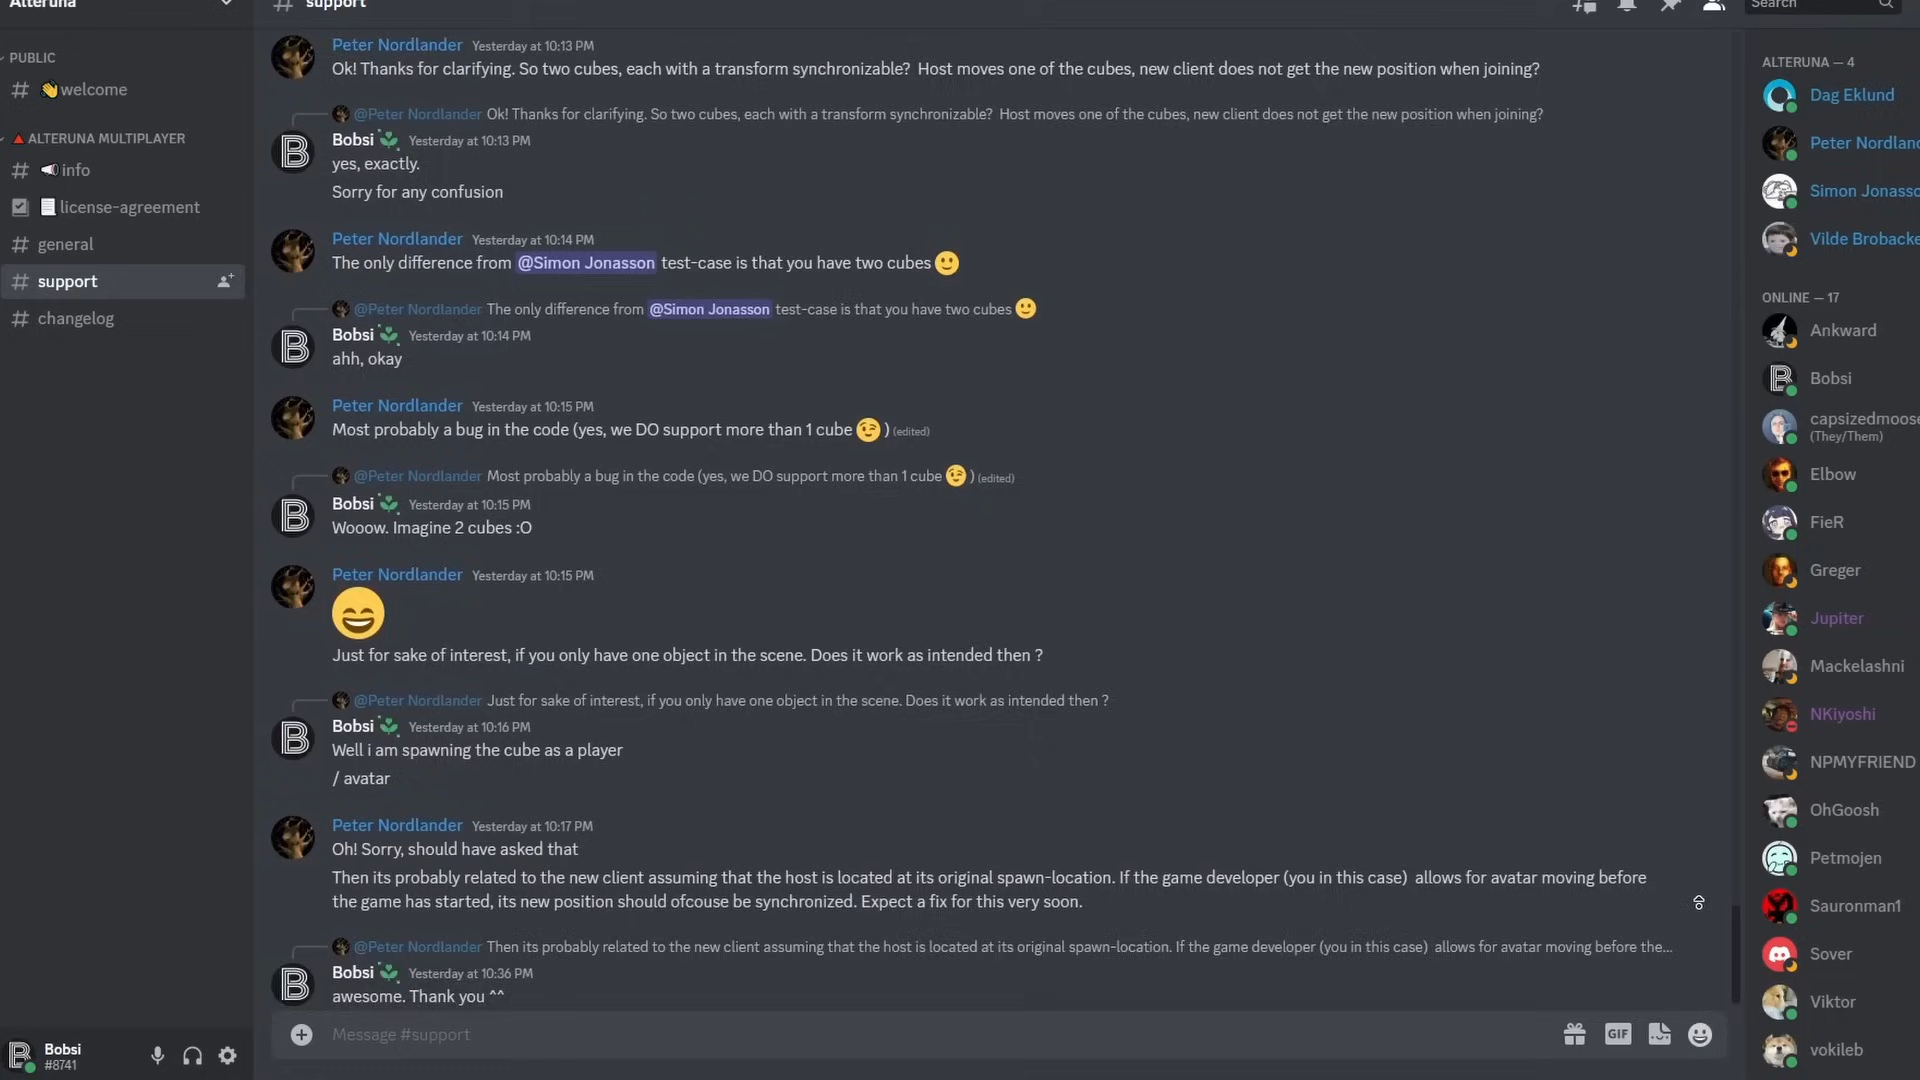 Alteruna
# support
Search
PUBLIC
# welcome
ALTERUNA MULTIPLAYER
# info
license-agreement
# general
# support
# changelog
Bobsi
#8741
Peter Nordlander Yesterday at 10:13 PM
Ok! Thanks for clarifying. So two cubes, each with a transform synchronizable? Host moves one of the cubes, new client does not get the new position when joining?
@Peter Nordlander Ok! Thanks for clarifying. So two cubes, each with a transform synchronizable? Host moves one of the cubes, new client does not get the new position when joining?
Bobsi Yesterday at 10:13 PM
yes, exactly.
Sorry for any confusion
Peter Nordlander Yesterday at 10:14 PM
The only difference from @Simon Jonasson test-case is that you have two cubes 🙂
@Peter Nordlander The only difference from @Simon Jonasson test-case is that you have two cubes 🙂
Bobsi Yesterday at 10:14 PM
ahh, okay
Peter Nordlander Yesterday at 10:15 PM
Most probably a bug in the code (yes, we DO support more than 1 cube 😉 ) (edited)
@Peter Nordlander Most probably a bug in the code (yes, we DO support more than 1 cube 😉 ) (edited)
Bobsi Yesterday at 10:15 PM
Wooow. Imagine 2 cubes :O
Peter Nordlander Yesterday at 10:15 PM
Just for sake of interest, if you only have one object in the scene. Does it work as intended then ?
@Peter Nordlander Just for sake of interest, if you only have one object in the scene. Does it work as intended then ?
Bobsi Yesterday at 10:16 PM
Well i am spawning the cube as a player
/ avatar
Peter Nordlander Yesterday at 10:17 PM
Oh! Sorry, should have asked that
Then its probably related to the new client assuming that the host is located at its original spawn-location. If the game developer (you in this case) allows for avatar moving before
the game has started, its new position should ofcouse be synchronized. Expect a fix for this very soon.
@Peter Nordlander Then its probably related to the new client assuming that the host is located at its original spawn-location. If the game developer (you in this case) allows for avatar moving before the...
Bobsi Yesterday at 10:36 PM
awesome. Thank you ^^
Message #support
GIF
ALTERUNA — 4
Dag Eklund
Peter Nordlanc
Simon Jonasso
Vilde Brobacke
ONLINE — 17
Ankward
Bobsi
capsizedmoose
(They/Them)
Elbow
FieR
Greger
Jupiter
Mackelashni
NKiyoshi
NPMYFRIEND
OhGoosh
Petmojen
Sauronman1
Sover
Viktor
vokileb